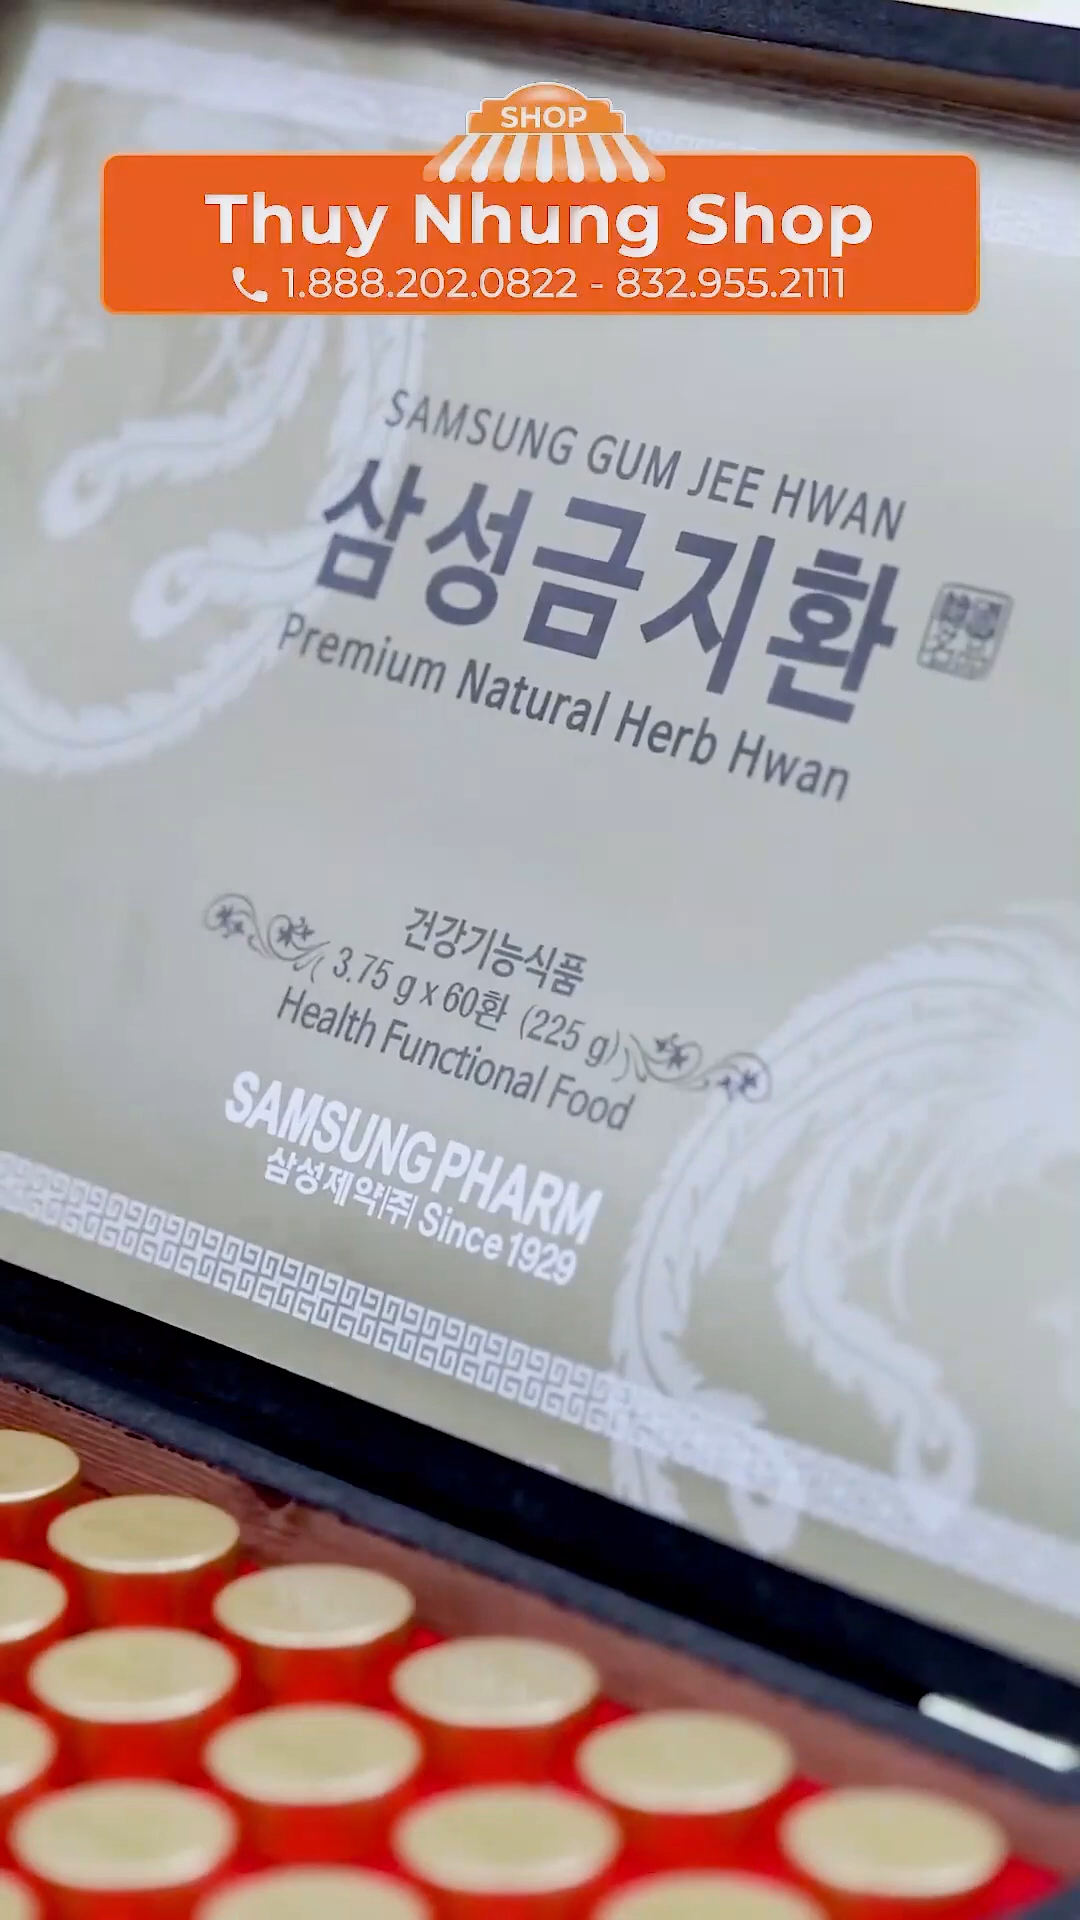 SHOP
Thuy Nhung Shop
1.888.202.0822 - 832.955.2111
SAMSUNG GUM JEE HWAN
삼성금지환
Premium Natural Herb Hwan
건강기능식품
3.75 g x 60환 (225 g)
Health Functional Food
SAMSUNG PHARM
삼성제약(주) Since 1929